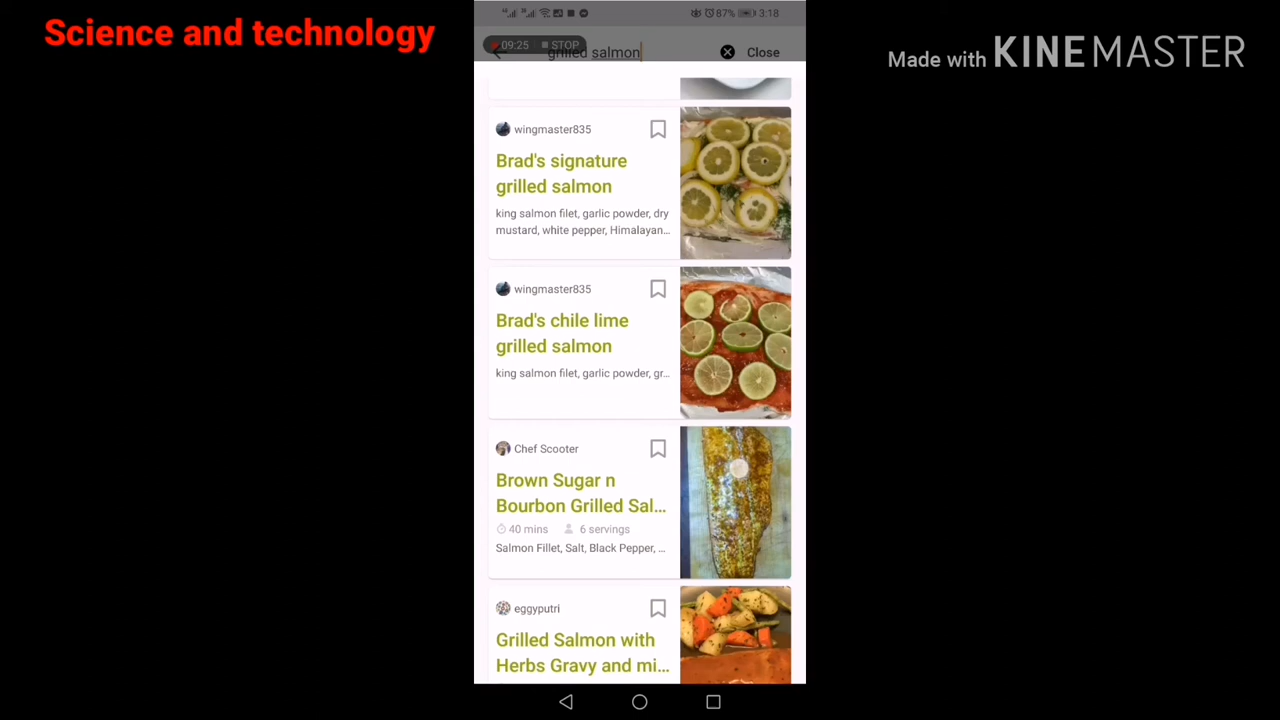 Science and technology
Made with KINEMASTER
87% 3:18
09:25 STOP
grilled salmon
Close
wingmaster835
Brad's signature
grilled salmon
king salmon filet, garlic powder, dry
mustard, white pepper, Himalayan...
wingmaster835
Brad's chile lime
grilled salmon
king salmon filet, garlic powder, gr...
Chef Scooter
Brown Sugar n
Bourbon Grilled Sal...
40 mins 6 servings
Salmon Fillet, Salt, Black Pepper, ...
eggyputri
Grilled Salmon with
Herbs Gravy and mi...